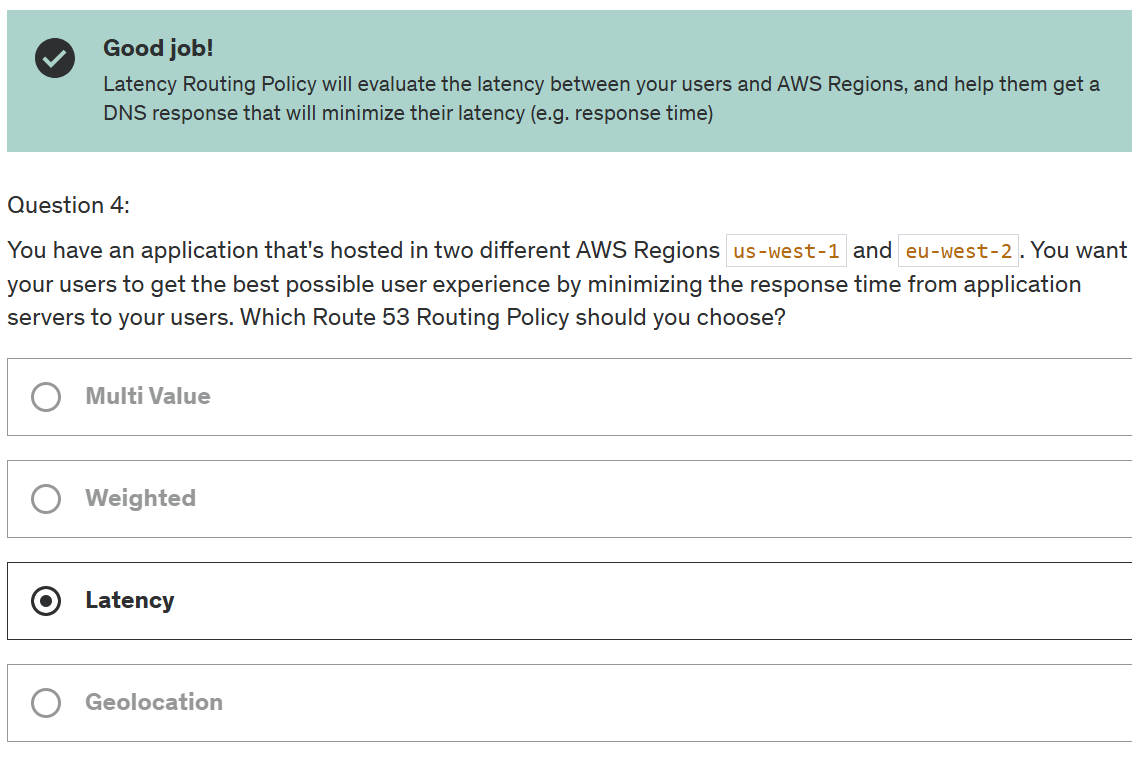 Good job!
Latency Routing Policy will evaluate the latency between your users and AWS Regions, and help them get a
DNS response that will minimize their latency (e.g. response time)
Question 4:
You have an application that's hosted in two different AWS Regions us-west-1 and eu-west-2. You want
your users to get the best possible user experience by minimizing the response time from application
servers to your users. Which Route 53 Routing Policy should you choose?
Multi Value
Weighted
Latency
Geolocation